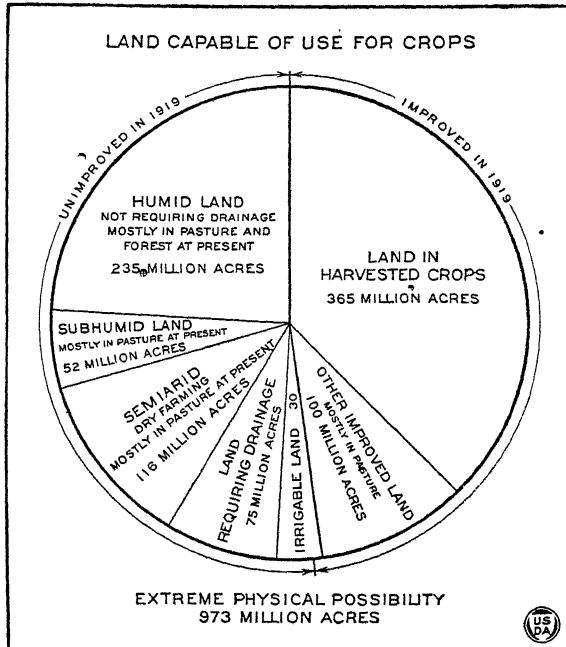 LAND CAPABLE OF USE FOR CROPS
UNIMPROVED IN 1919
IMPROVED IN 1919
HUMID LAND
NOT REQUIRING DRAINAGE
MOSTLY IN PASTURE AND
FOREST AT PRESENT
235 MILLION ACRES
LAND IN
HARVESTED CROPS
365 MILLION ACRES
SUBHUMID LAND
MOSTLY IN PASTURE AT PRESENT
52 MILLION ACRES
SEMIARID
DRY FARMING
MOSTLY IN PASTURE AT PRESENT
116 MILLION ACRES
LAND
REQUIRING DRAINAGE
75 MILLION ACRES
IRRIGABLE LAND 30
OTHER IMPROVED LAND
MOSTLY IN PASTURE
100 MILLION ACRES
EXTREME PHYSICAL POSSIBILITY
973 MILLION ACRES
US
DA